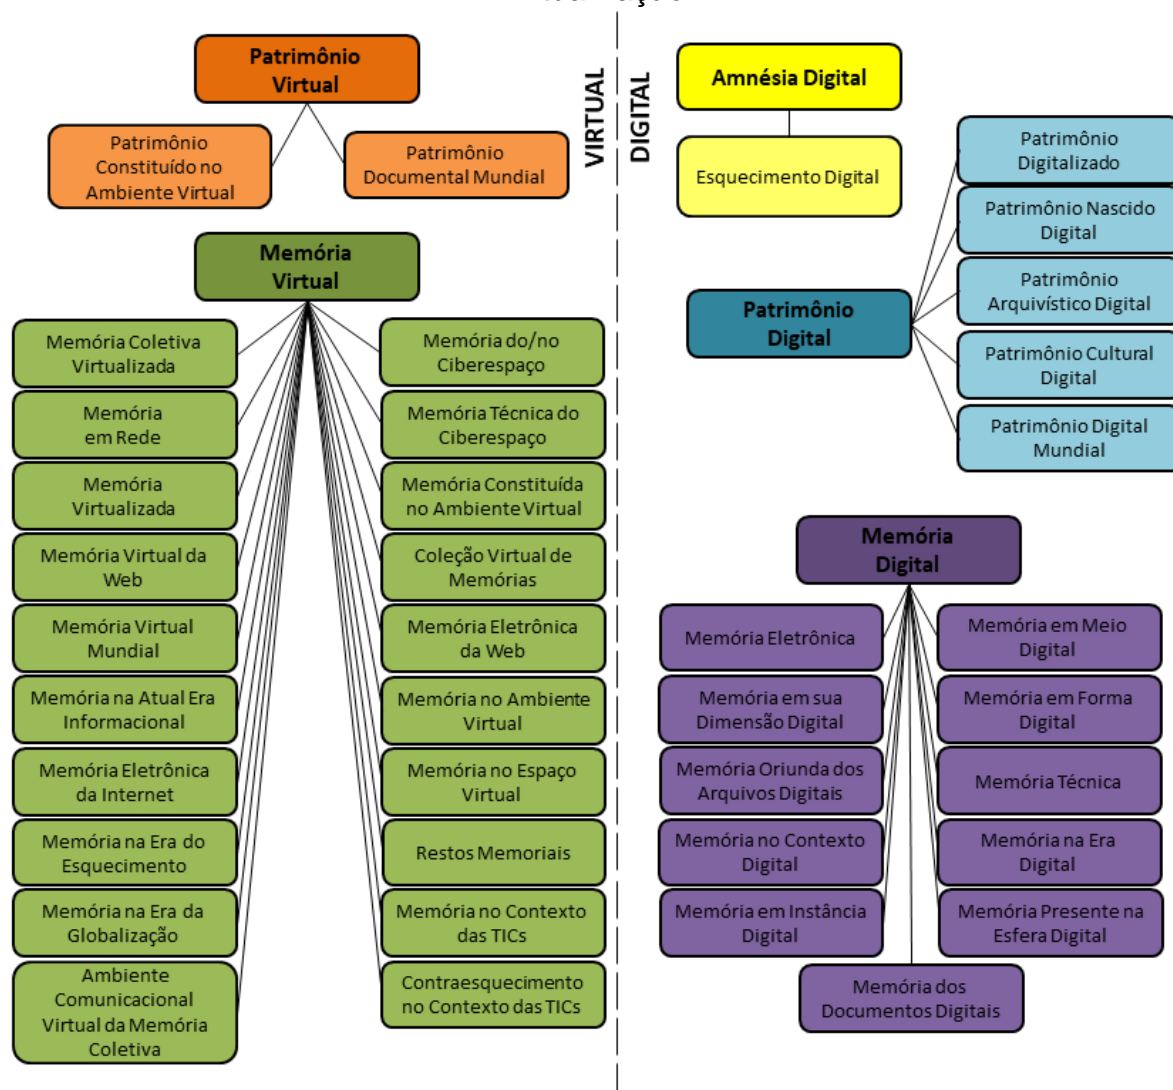 Patrimônio
Virtual
Patrimônio
Constituído no
Ambiente Virtual
Patrimônio
Documental Mundial
Memória
Virtual
Memória Coletiva
Virtualizada
Memória do/no
Ciberespaço
Memória
em Rede
Memória Técnica do
Ciberespaço
Memória
Virtualizada
Memória Constituída
no Ambiente Virtual
Memória Virtual da
Web
Coleção Virtual de
Memórias
Memória Virtual
Mundial
Memória Eletrônica
da Web
Memória na Atual Era
Informacional
Memória no Ambiente
Virtual
Memória Eletrônica
da Internet
Memória no Espaço
Virtual
Memória na Era do
Esquecimento
Restos Memoriais
Memória na Era da
Globalização
Memória no Contexto
das TICs
Ambiente
Comunicacional
Virtual da Memória
Coletiva
Contraesquecimento
no Contexto das TICs
VIRTUAL
DIGITAL
Amnésia Digital
Esquecimento Digital
Patrimônio
Digital
Patrimônio
Digitalizado
Patrimônio Nascido
Digital
Patrimônio
Arquivístico Digital
Patrimônio Cultural
Digital
Patrimônio Digital
Mundial
Memória
Digital
Memória Eletrônica
Memória em Meio
Digital
Memória em sua
Dimensão Digital
Memória em Forma
Digital
Memória Oriunda dos
Arquivos Digitais
Memória Técnica
Memória no Contexto
Digital
Memória na Era
Digital
Memória em Instância
Digital
Memória Presente na
Esfera Digital
Memória dos
Documentos Digitais